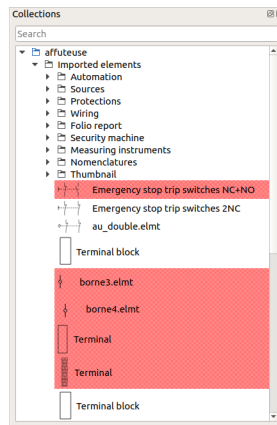 Collections
Search
affuteuse
Imported elements
Automation
Sources
Protections
Wiring
Folio report
Security machine
Measuring instruments
Nomenclatures
Thumbnail
Emergency stop trip switches NC+NO
Emergency stop trip switches 2NC
au_double.elmt
Terminal block
borne3.elmt
borne4.elmt
Terminal
Terminal
Terminal block